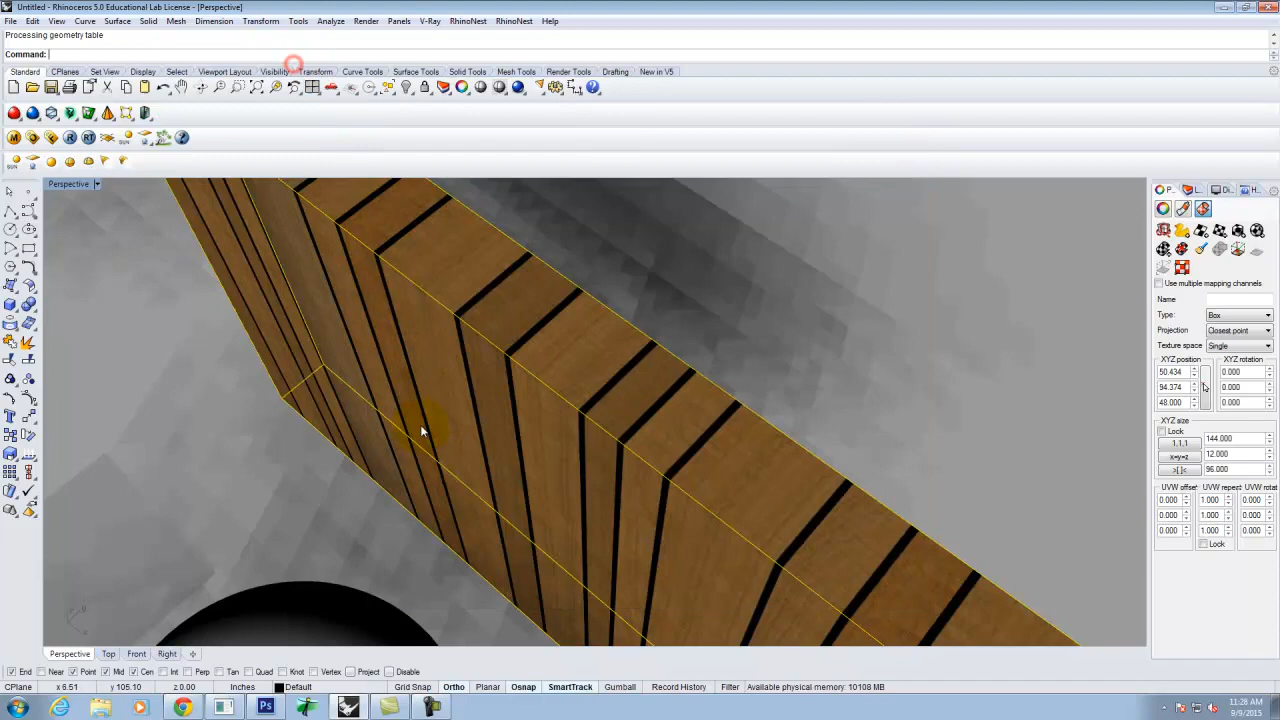 Untitled - Rhinoceros 5.0 Educational Lab License - [Perspective]
File Edit View Curve Surface Solid Mesh Dimension Transform Tools Analyze Render Panels V-Ray RhinoNest RhinoNest Help
Processing geometry table
Command:
Standard CPlanes Set View Display Select Viewport Layout Visibility Transform Curve Tools Surface Tools Solid Tools Mesh Tools Render Tools Drafting New in V5
Perspective
P... L... Di... H...
Use multiple mapping channels
Name
Type: Box
Projection Closest point
Texture space Single
XYZ position XYZ rotation
50.434 0.000
94.374 0.000
48.000 0.000
XYZ size
Lock
1,1,1 144.000
x=y=z 12.000
>[ ]< 96.000
UVW offset UVW repect UVW rotat
0.000 1.000 0.000
0.000 1.000 0.000
0.000 1.000 0.000
Lock
Perspective Top Front Right
End Near Point Mid Cen Int Perp Tan Quad Knot Vertex Project Disable
CPlane x 6.51 y 105.10 z 0.00 Inches Default Grid Snap Ortho Planar Osnap SmartTrack Gumball Record History Filter Available physical memory: 10108 MB
Ps
11:28 AM
9/9/2015